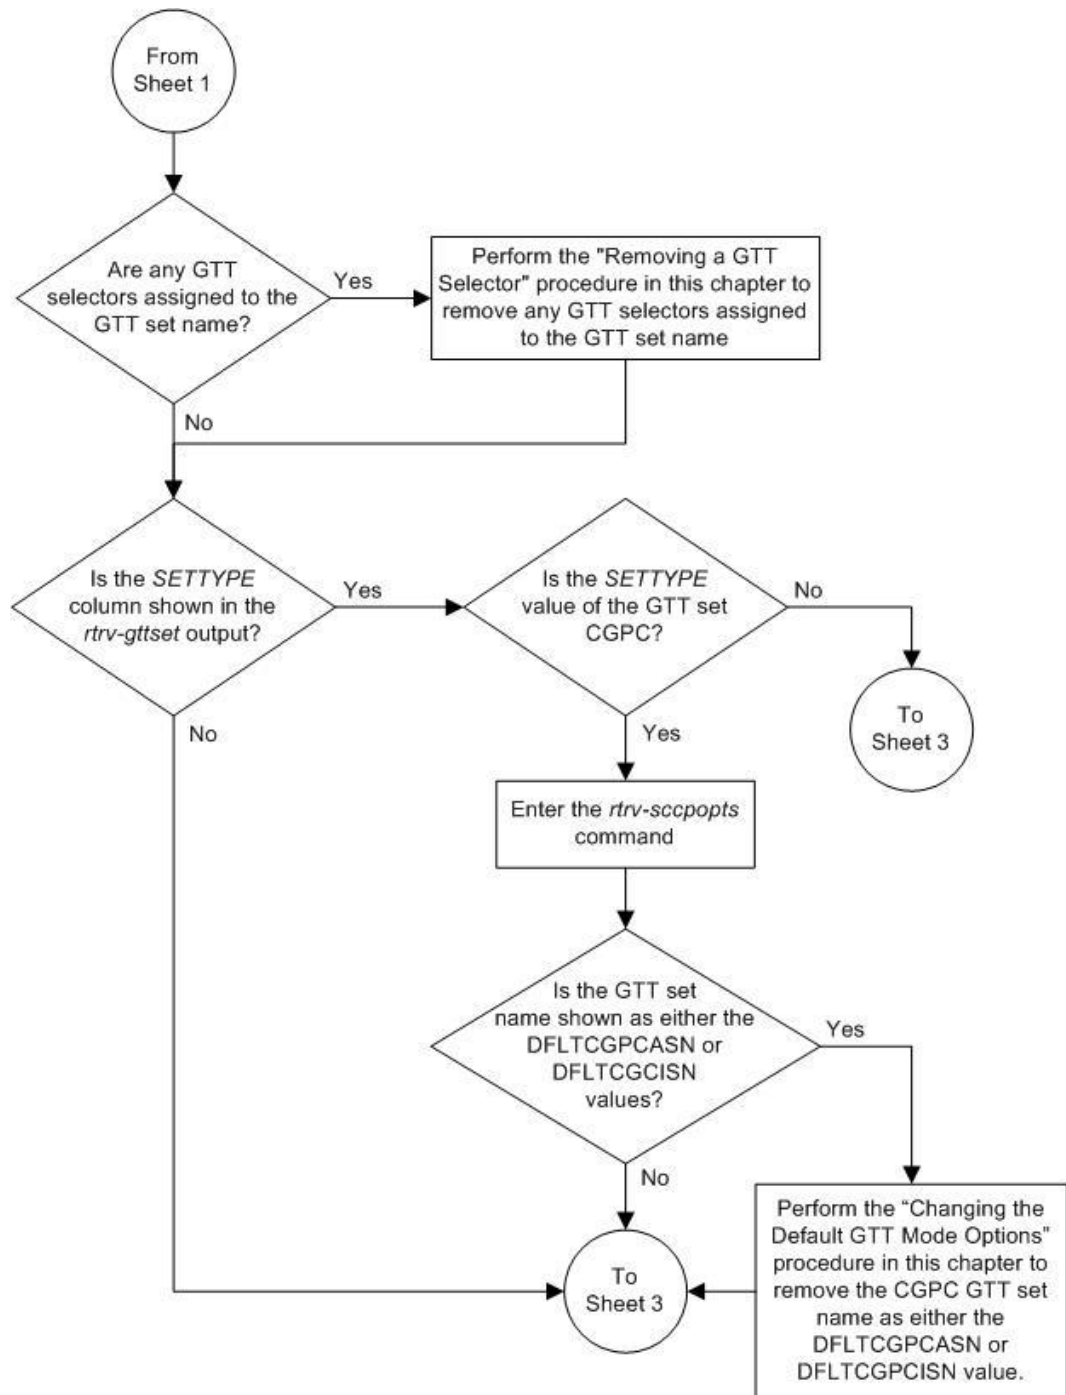 From
Sheet 1
Are any GTT
selectors assigned to the
GTT set name?
Yes
Perform the "Removing a GTT
Selector" procedure in this chapter to
remove any GTT selectors assigned
to the GTT set name
No
Is the SETTYPE
column shown in the
rtrv-gttset output?
Yes
Is the SETTYPE
value of the GTT set
CGPC?
No
To
Sheet 3
No
Yes
Enter the rtrv-sccpopts
command
Is the GTT set
name shown as either the
DFLTCGPCASN or
DFLTCGCISN
values?
Yes
No
To
Sheet 3
Perform the “Changing the
Default GTT Mode Options”
procedure in this chapter to
remove the CGPC GTT set
name as either the
DFLTCGPCASN or
DFLTCGPCISN value.